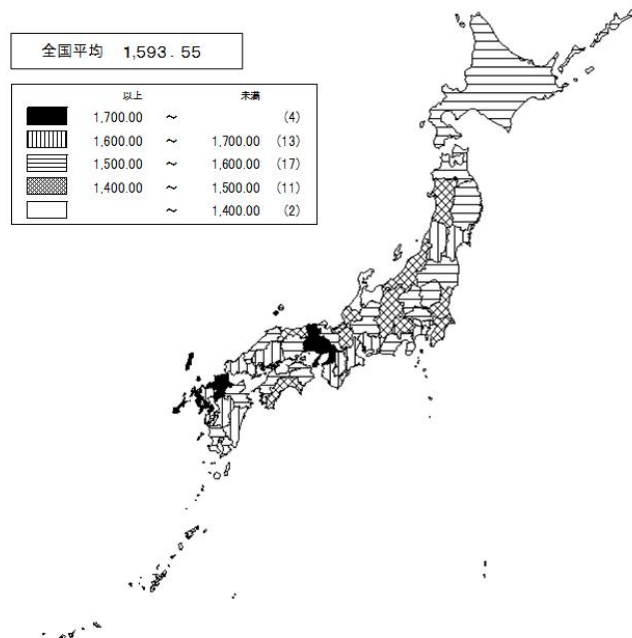 全国平均 1,593.55
以上 未満
1,700.00 ～ (4)
1,600.00 ～ 1,700.00 (13)
1,500.00 ～ 1,600.00 (17)
1,400.00 ～ 1,500.00 (11)
～ 1,400.00 (2)